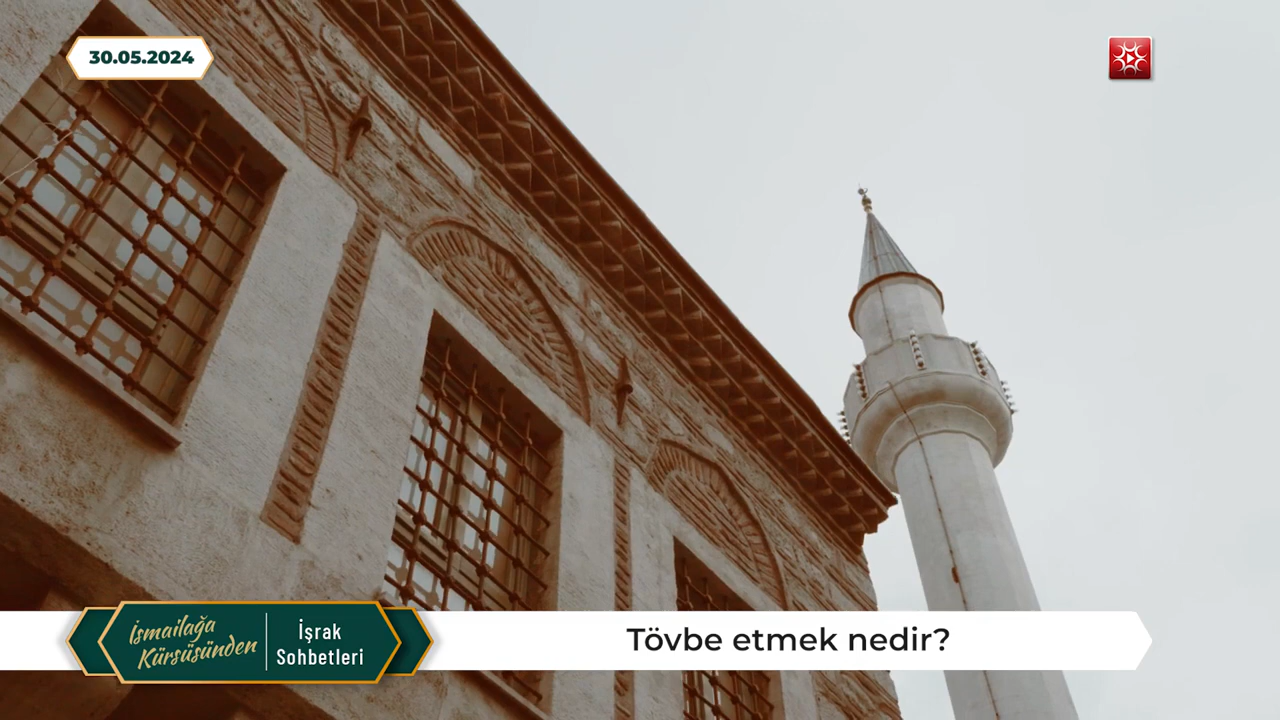 30.05.2024
İsmailağa
Kürsüsünden
İşrak
Sohbetleri
Tövbe etmek nedir?